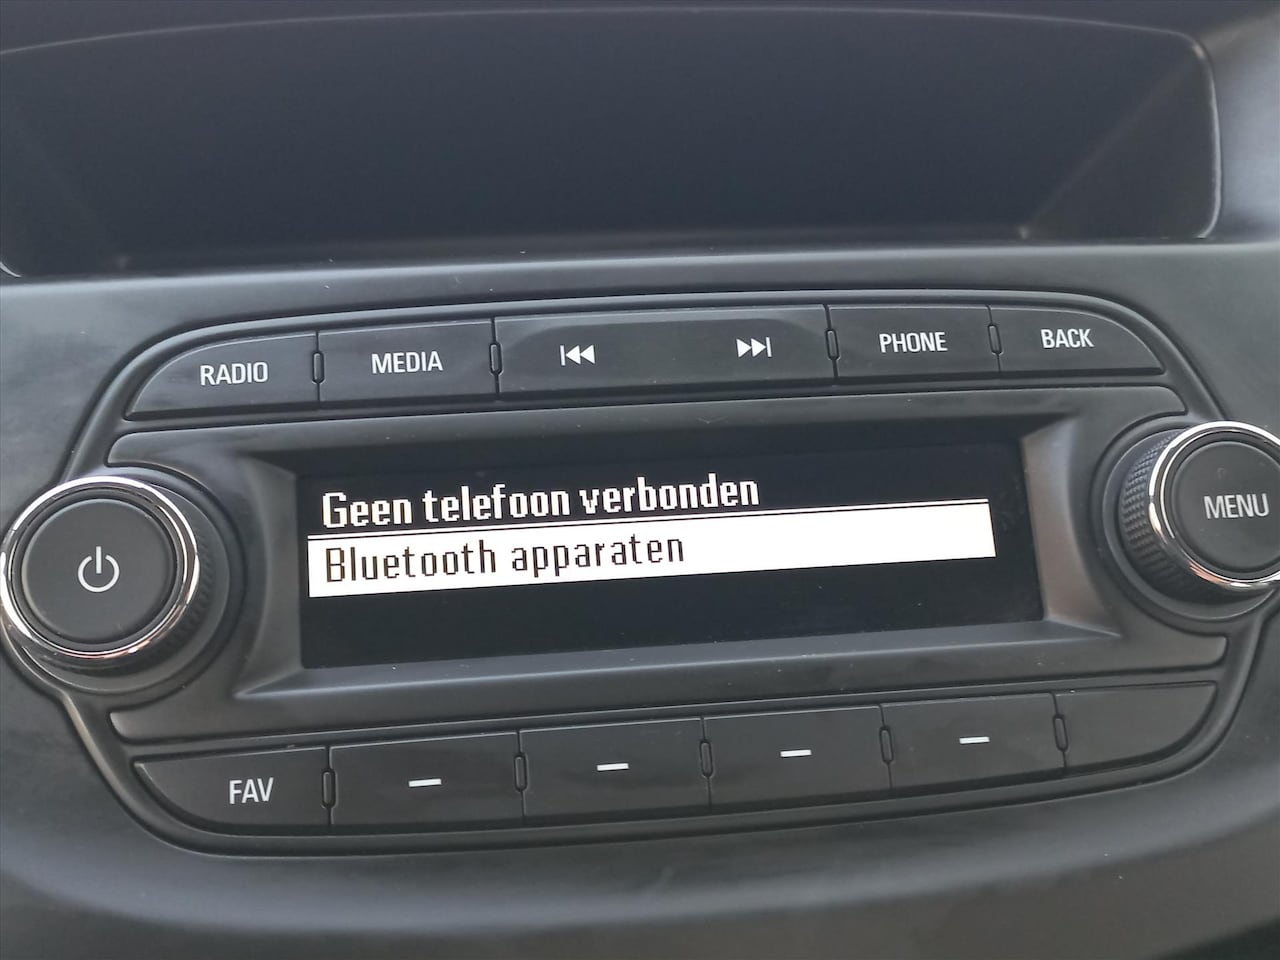 RADIO MEDIA PHONE BACK
Geen telefoon verbonden
Bluetooth apparaten
MENU
FAV